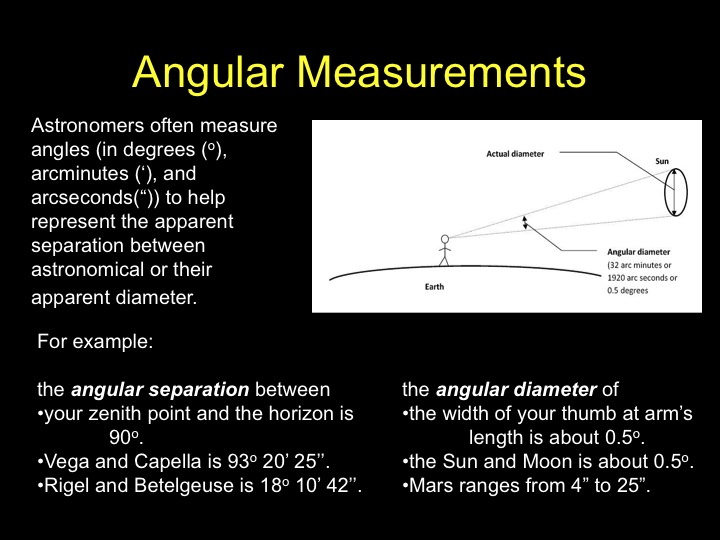 Angular Measurements
Astronomers often measure
angles (in degrees (º),
arcminutes (‘), and
arcseconds(“)) to help
represent the apparent
separation between
astronomical or their
apparent diameter.
Actual diameter
Sun
Angular diameter
(32 arc minutes or
1920 arc seconds or
0.5 degrees
Earth
For example:
the angular separation between
•your zenith point and the horizon is
90º.
•Vega and Capella is 93º 20’ 25’’.
•Rigel and Betelgeuse is 18º 10’ 42’’.
the angular diameter of
•the width of your thumb at arm’s
length is about 0.5º.
•the Sun and Moon is about 0.5º.
•Mars ranges from 4” to 25”.